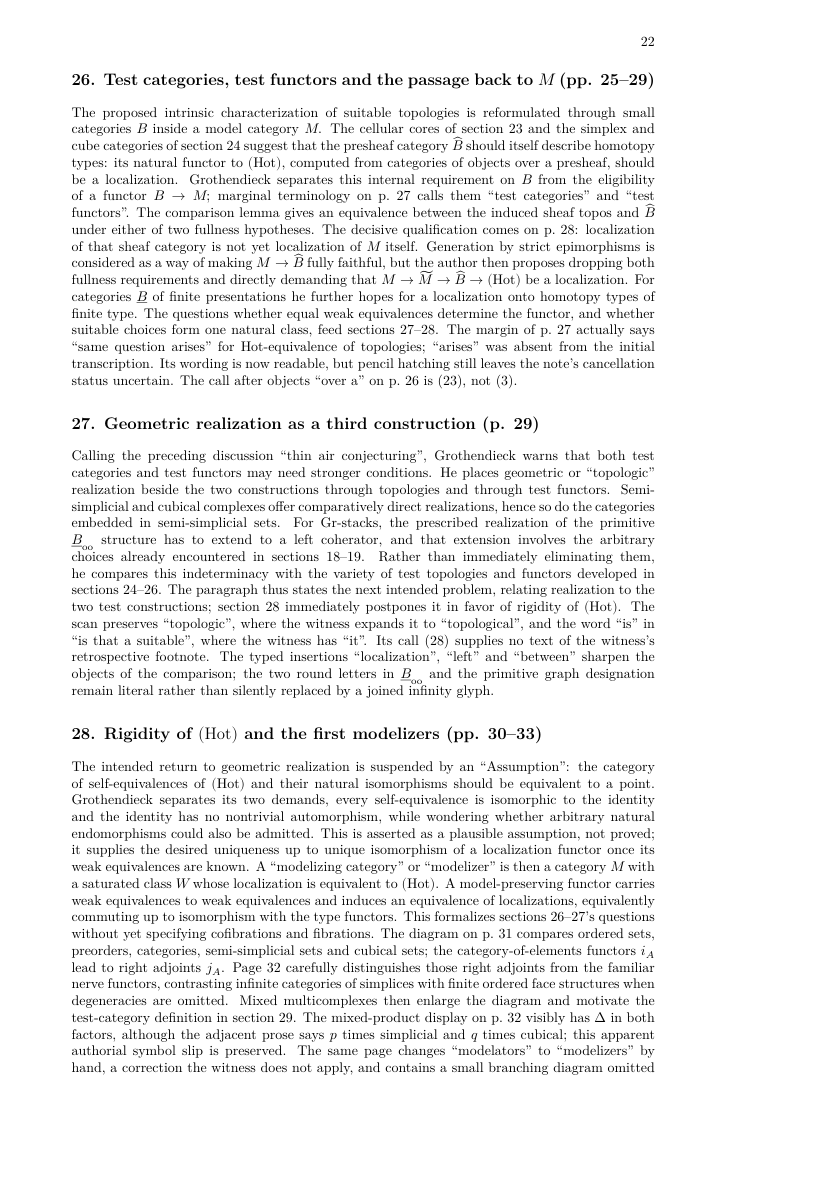 22
26. Test categories, test functors and the passage back to M (pp. 25–29)
The proposed intrinsic characterization of suitable topologies is reformulated through small
categories B inside a model category M. The cellular cores of section 23 and the simplex and
cube categories of section 24 suggest that the presheaf category B̂ should itself describe homotopy
types: its natural functor to (Hot), computed from categories of objects over a presheaf, should
be a localization. Grothendieck separates this internal requirement on B from the eligibility
of a functor B → M; marginal terminology on p. 27 calls them “test categories” and “test
functors”. The comparison lemma gives an equivalence between the induced sheaf topos and B̂
under either of two fullness hypotheses. The decisive qualification comes on p. 28: localization
of that sheaf category is not yet localization of M itself. Generation by strict epimorphisms is
considered as a way of making M → B̂ fully faithful, but the author then proposes dropping both
fullness requirements and directly demanding that M → M̃ → B̂ → (Hot) be a localization. For
categories B̲ of finite presentations he further hopes for a localization onto homotopy types of
finite type. The questions whether equal weak equivalences determine the functor, and whether
suitable choices form one natural class, feed sections 27–28. The margin of p. 27 actually says
“same question arises” for Hot-equivalence of topologies; “arises” was absent from the initial
transcription. Its wording is now readable, but pencil hatching still leaves the note’s cancellation
status uncertain. The call after objects “over a” on p. 26 is (23), not (3).
27. Geometric realization as a third construction (p. 29)
Calling the preceding discussion “thin air conjecturing”, Grothendieck warns that both test
categories and test functors may need stronger conditions. He places geometric or “topologic”
realization beside the two constructions through topologies and through test functors. Semi-
simplicial and cubical complexes offer comparatively direct realizations, hence so do the categories
embedded in semi-simplicial sets. For Gr-stacks, the prescribed realization of the primitive
B̲oo structure has to extend to a left coherator, and that extension involves the arbitrary
choices already encountered in sections 18–19. Rather than immediately eliminating them,
he compares this indeterminacy with the variety of test topologies and functors developed in
sections 24–26. The paragraph thus states the next intended problem, relating realization to the
two test constructions; section 28 immediately postpones it in favor of rigidity of (Hot). The
scan preserves “topologic”, where the witness expands it to “topological”, and the word “is” in
“is that a suitable”, where the witness has “it”. Its call (28) supplies no text of the witness’s
retrospective footnote. The typed insertions “localization”, “left” and “between” sharpen the
objects of the comparison; the two round letters in B̲oo and the primitive graph designation
remain literal rather than silently replaced by a joined infinity glyph.
28. Rigidity of (Hot) and the first modelizers (pp. 30–33)
The intended return to geometric realization is suspended by an “Assumption”: the category
of self-equivalences of (Hot) and their natural isomorphisms should be equivalent to a point.
Grothendieck separates its two demands, every self-equivalence is isomorphic to the identity
and the identity has no nontrivial automorphism, while wondering whether arbitrary natural
endomorphisms could also be admitted. This is asserted as a plausible assumption, not proved;
it supplies the desired uniqueness up to unique isomorphism of a localization functor once its
weak equivalences are known. A “modelizing category” or “modelizer” is then a category M with
a saturated class W whose localization is equivalent to (Hot). A model-preserving functor carries
weak equivalences to weak equivalences and induces an equivalence of localizations, equivalently
commuting up to isomorphism with the type functors. This formalizes sections 26–27’s questions
without yet specifying cofibrations and fibrations. The diagram on p. 31 compares ordered sets,
preorders, categories, semi-simplicial sets and cubical sets; the category-of-elements functors i_A
lead to right adjoints j_A. Page 32 carefully distinguishes those right adjoints from the familiar
nerve functors, contrasting infinite categories of simplices with finite ordered face structures when
degeneracies are omitted. Mixed multicomplexes then enlarge the diagram and motivate the
test-category definition in section 29. The mixed-product display on p. 32 visibly has Δ in both
factors, although the adjacent prose says p times simplicial and q times cubical; this apparent
authorial symbol slip is preserved. The same page changes “modelators” to “modelizers” by
hand, a correction the witness does not apply, and contains a small branching diagram omitted